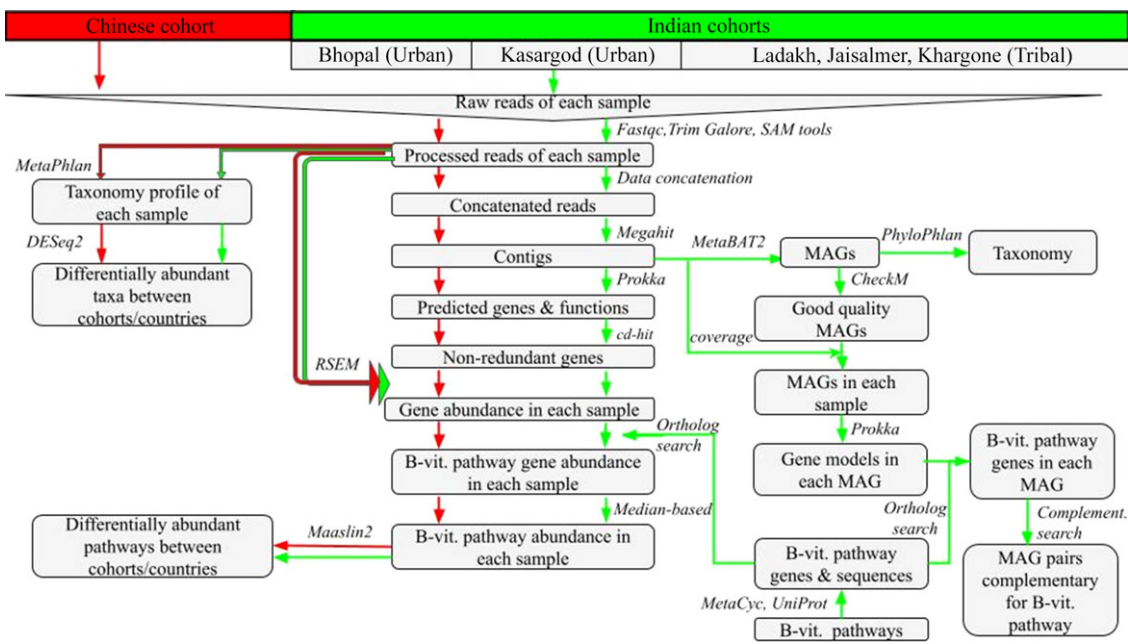 Chinese cohort
Indian cohorts
Bhopal (Urban)
Kasargod (Urban)
Ladakh, Jaisalmer, Khargone (Tribal)
Raw reads of each sample
Fastqc,Trim Galore, SAM tools
MetaPhlan
Processed reads of each sample
Data concatenation
Taxonomy profile of
each sample
Concatenated reads
DESeq2
Megahit
MetaBAT2
PhyloPhlan
Contigs
MAGs
Taxonomy
Differentially abundant
taxa between
cohorts/countries
Prokka
CheckM
Predicted genes & functions
Good quality
MAGs
cd-hit
coverage
RSEM
Non-redundant genes
MAGs in each
sample
Gene abundance in each sample
Ortholog
search
Prokka
B-vit. pathway gene abundance
in each sample
Gene models in
each MAG
B-vit. pathway
genes in each
MAG
Median-based
Ortholog
search
Complement.
search
Differentially abundant
pathways between
cohorts/countries
Maaslin2
B-vit. pathway abundance in
each sample
B-vit. pathway
genes & sequences
MAG pairs
complementary
for B-vit.
pathway
MetaCyc, UniProt
B-vit. pathways